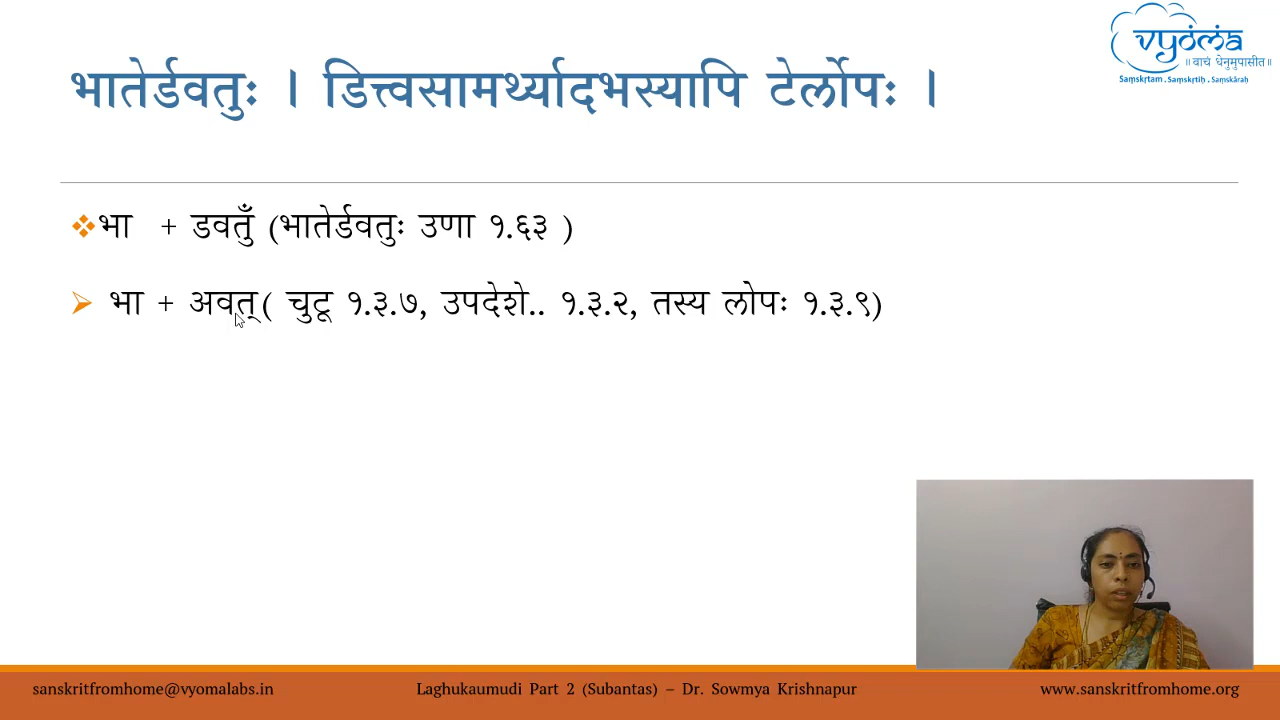 vyoma
॥ वाचं धेनुमुपासीत॥
Saṃskṛtam . Saṃskṛtiḥ . Saṃskārāḥ
भातेर्डवतुः । डित्त्वसामर्थ्यादभस्यापि टेर्लोपः ।
भा + डवतुँ (भातेर्डवतुः उणा १.६३ )
भा + अवत्( चुटू १.३.७, उपदेशे.. १.३.२, तस्य लोपः १.३.९)
sanskritfromhome@vyomalabs.in
Laghukaumudi Part 2 (Subantas) – Dr. Sowmya Krishnapur
www.sanskritfromhome.org